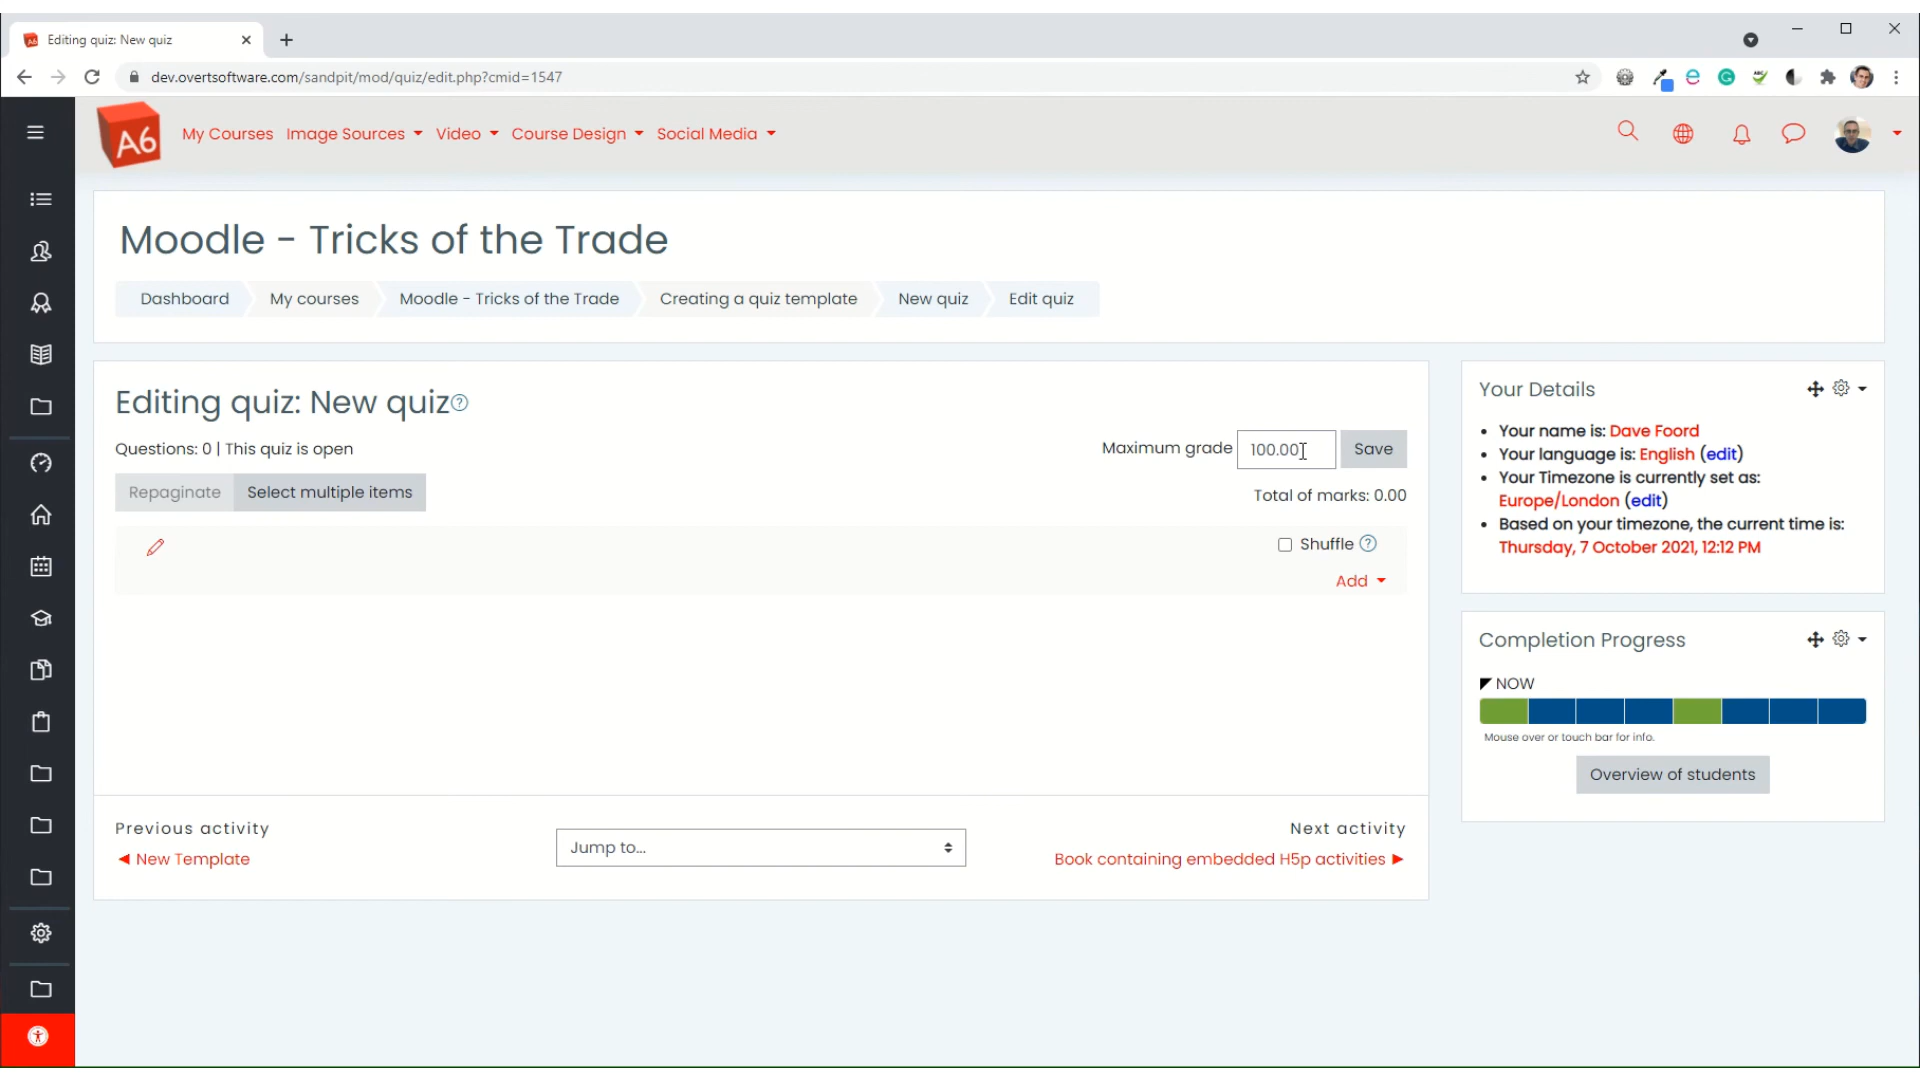 Editing quiz: New quiz
dev.overtsoftware.com/sandpit/mod/quiz/edit.php?cmid=1547
A6
My Courses Image Sources Video Course Design Social Media
Moodle - Tricks of the Trade
Dashboard My courses Moodle - Tricks of the Trade Creating a quiz template New quiz Edit quiz
Editing quiz: New quiz
Questions: 0 | This quiz is open
Maximum grade 100.00 Save
Repaginate Select multiple items
Total of marks: 0.00
Shuffle
Add
Previous activity
◄ New Template
Jump to...
Next activity
Book containing embedded H5p activities ►
Your Details
Your name is: Dave Foord
Your language is: English (edit)
Your Timezone is currently set as:
Europe/London (edit)
Based on your timezone, the current time is:
Thursday, 7 October 2021, 12:12 PM
Completion Progress
NOW
Mouse over or touch bar for info.
Overview of students